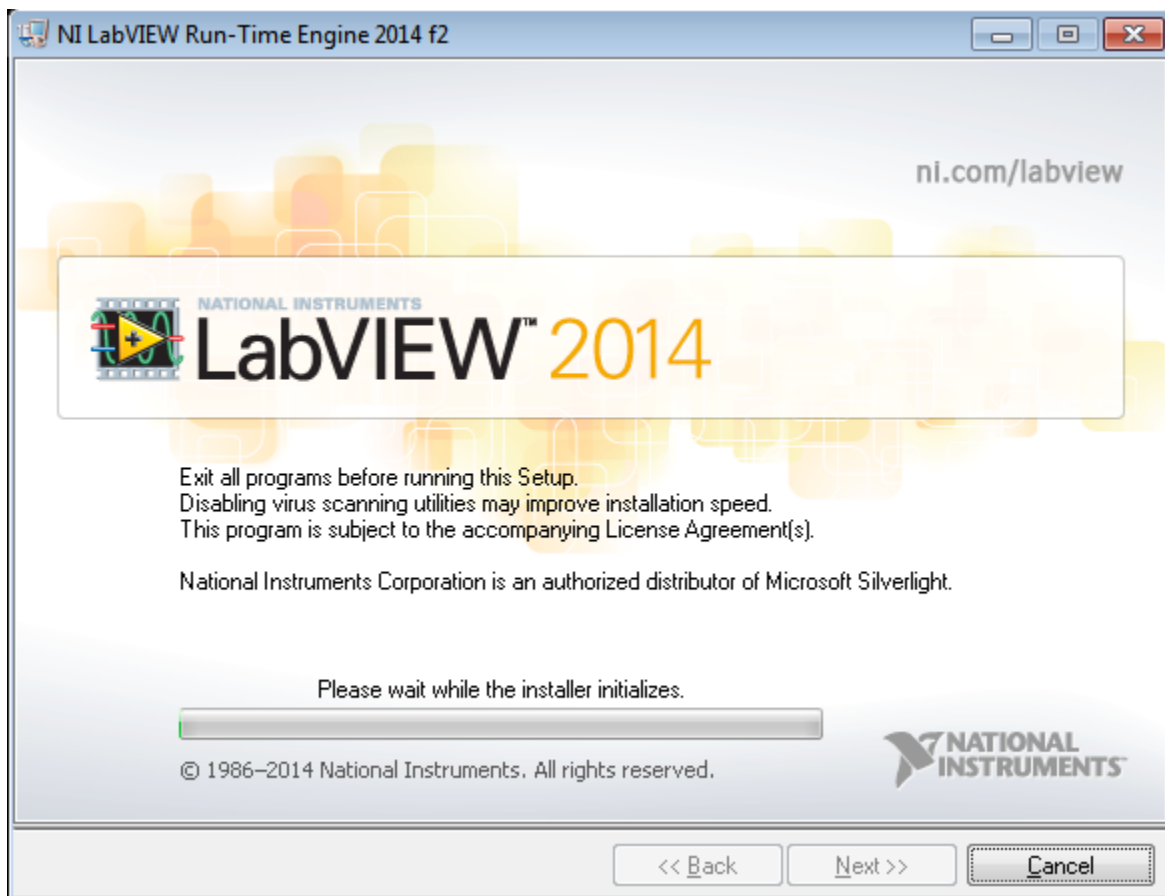 NI LabVIEW Run-Time Engine 2014 f2
ni.com/labview
NATIONAL INSTRUMENTS
LabVIEW™ 2014
Exit all programs before running this Setup.
Disabling virus scanning utilities may improve installation speed.
This program is subject to the accompanying License Agreement(s).
National Instruments Corporation is an authorized distributor of Microsoft Silverlight.
Please wait while the installer initializes.
© 1986–2014 National Instruments. All rights reserved.
NATIONAL
INSTRUMENTS™
<< Back Next >> Cancel